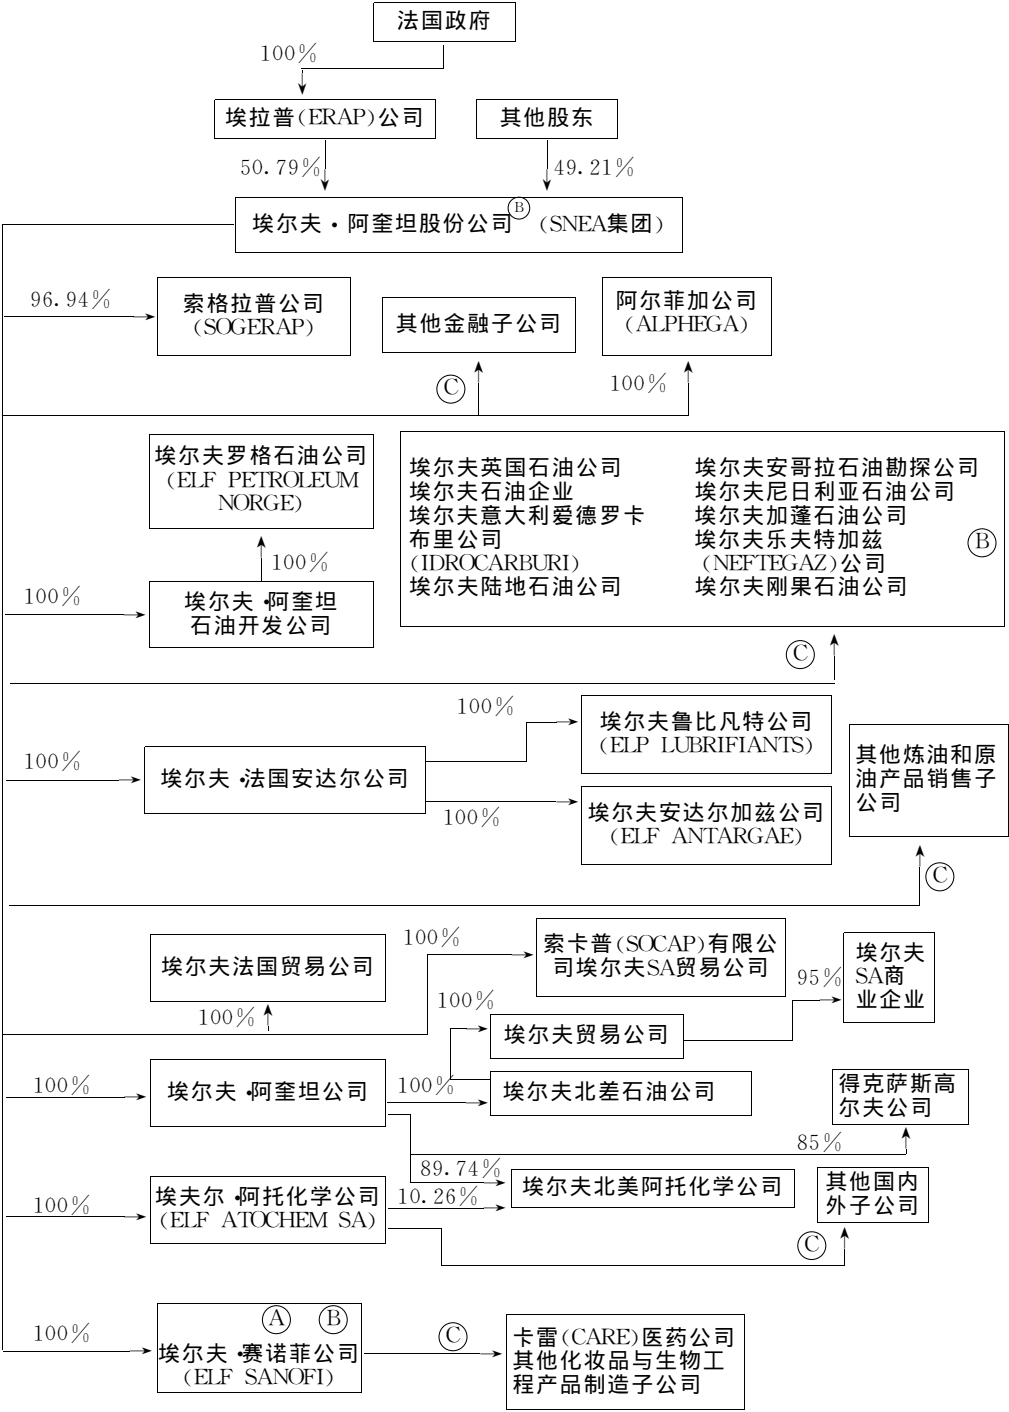 法国政府
100%
埃拉普(ERAP)公司
其他股东
50.79%
49.21%
埃尔夫·阿奎坦股份公司Ⓑ (SNEA集团)
96.94%
索格拉普公司
(SOGERAP)
其他金融子公司
阿尔菲加公司
(ALPHEGA)
Ⓒ
100%
埃尔夫罗格石油公司
(ELF PETROLEUM
NORGE)
100%
100%
埃尔夫·阿奎坦
石油开发公司
埃尔夫英国石油公司
埃尔夫石油企业
埃尔夫意大利爱德罗卡
布里公司
(IDROCARBURI)
埃尔夫陆地石油公司
埃尔夫安哥拉石油勘探公司
埃尔夫尼日利亚石油公司
埃尔夫加蓬石油公司
埃尔夫乐夫特加兹
(NEFTEGAZ)公司
埃尔夫刚果石油公司
Ⓑ
Ⓒ
100%
埃尔夫鲁比凡特公司
(ELP LUBRIFIANTS)
100%
埃尔夫·法国安达尔公司
100%
埃尔夫安达尔加兹公司
(ELF ANTARGAE)
其他炼油和原
油产品销售子
公司
Ⓒ
埃尔夫法国贸易公司
100%
100%
索卡普(SOCAP)有限公
司埃尔夫SA贸易公司
100%
埃尔夫贸易公司
95%
埃尔夫
SA商
业企业
100%
埃尔夫·阿奎坦公司
100%
埃尔夫北差石油公司
得克萨斯高
尔夫公司
85%
89.74%
埃尔夫北美阿托化学公司
100%
埃夫尔·阿托化学公司
(ELF ATOCHEM SA)
10.26%
其他国内
外子公司
Ⓒ
100%
Ⓐ Ⓑ
埃尔夫·赛诺菲公司
(ELF SANOFI)
Ⓒ
卡雷(CARE)医药公司
其他化妆品与生物工
程产品制造子公司